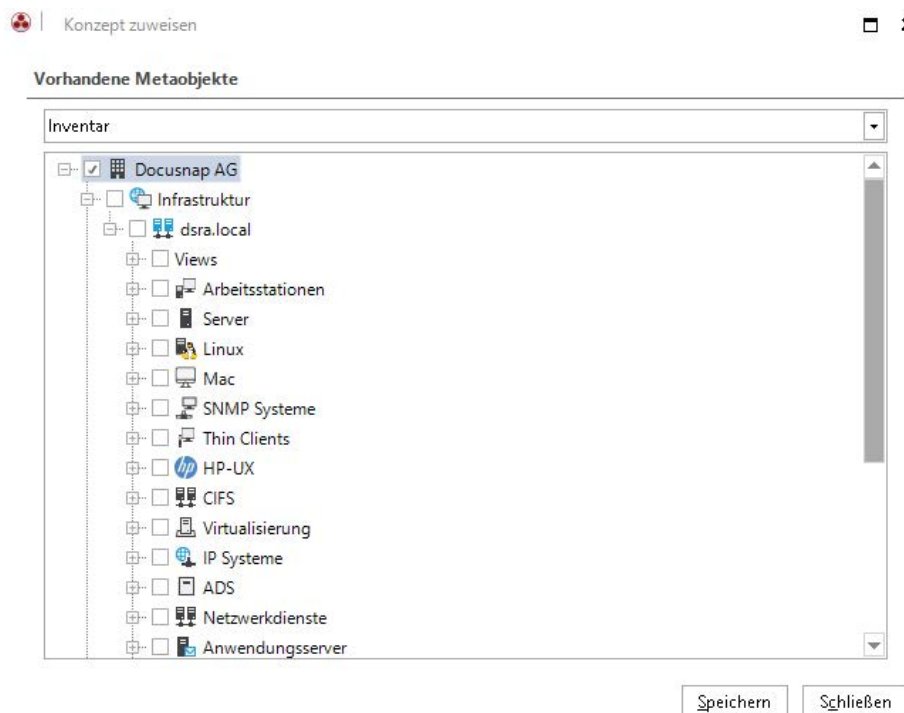 Konzept zuweisen
Vorhandene Metaobjekte
Inventar
Docusnap AG
Infrastruktur
dsra.local
Views
Arbeitsstationen
Server
Linux
Mac
SNMP Systeme
Thin Clients
hp HP-UX
CIFS
Virtualisierung
IP Systeme
ADS
Netzwerkdienste
Anwendungsserver
Speichern Schließen